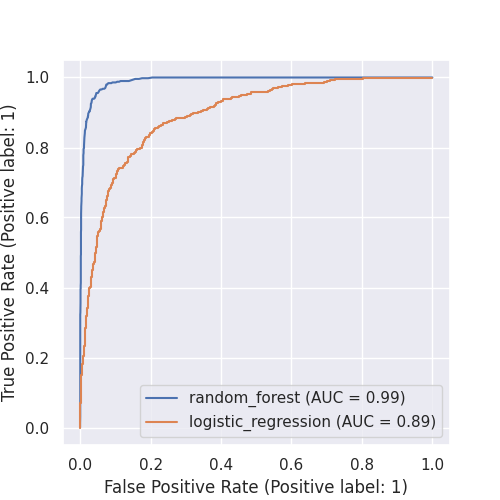 True Positive Rate (Positive label: 1)
1.0
0.8
0.6
0.4
0.2
0.0
random_forest (AUC = 0.99)
logistic_regression (AUC = 0.89)
0.0 0.2 0.4 0.6 0.8 1.0
False Positive Rate (Positive label: 1)